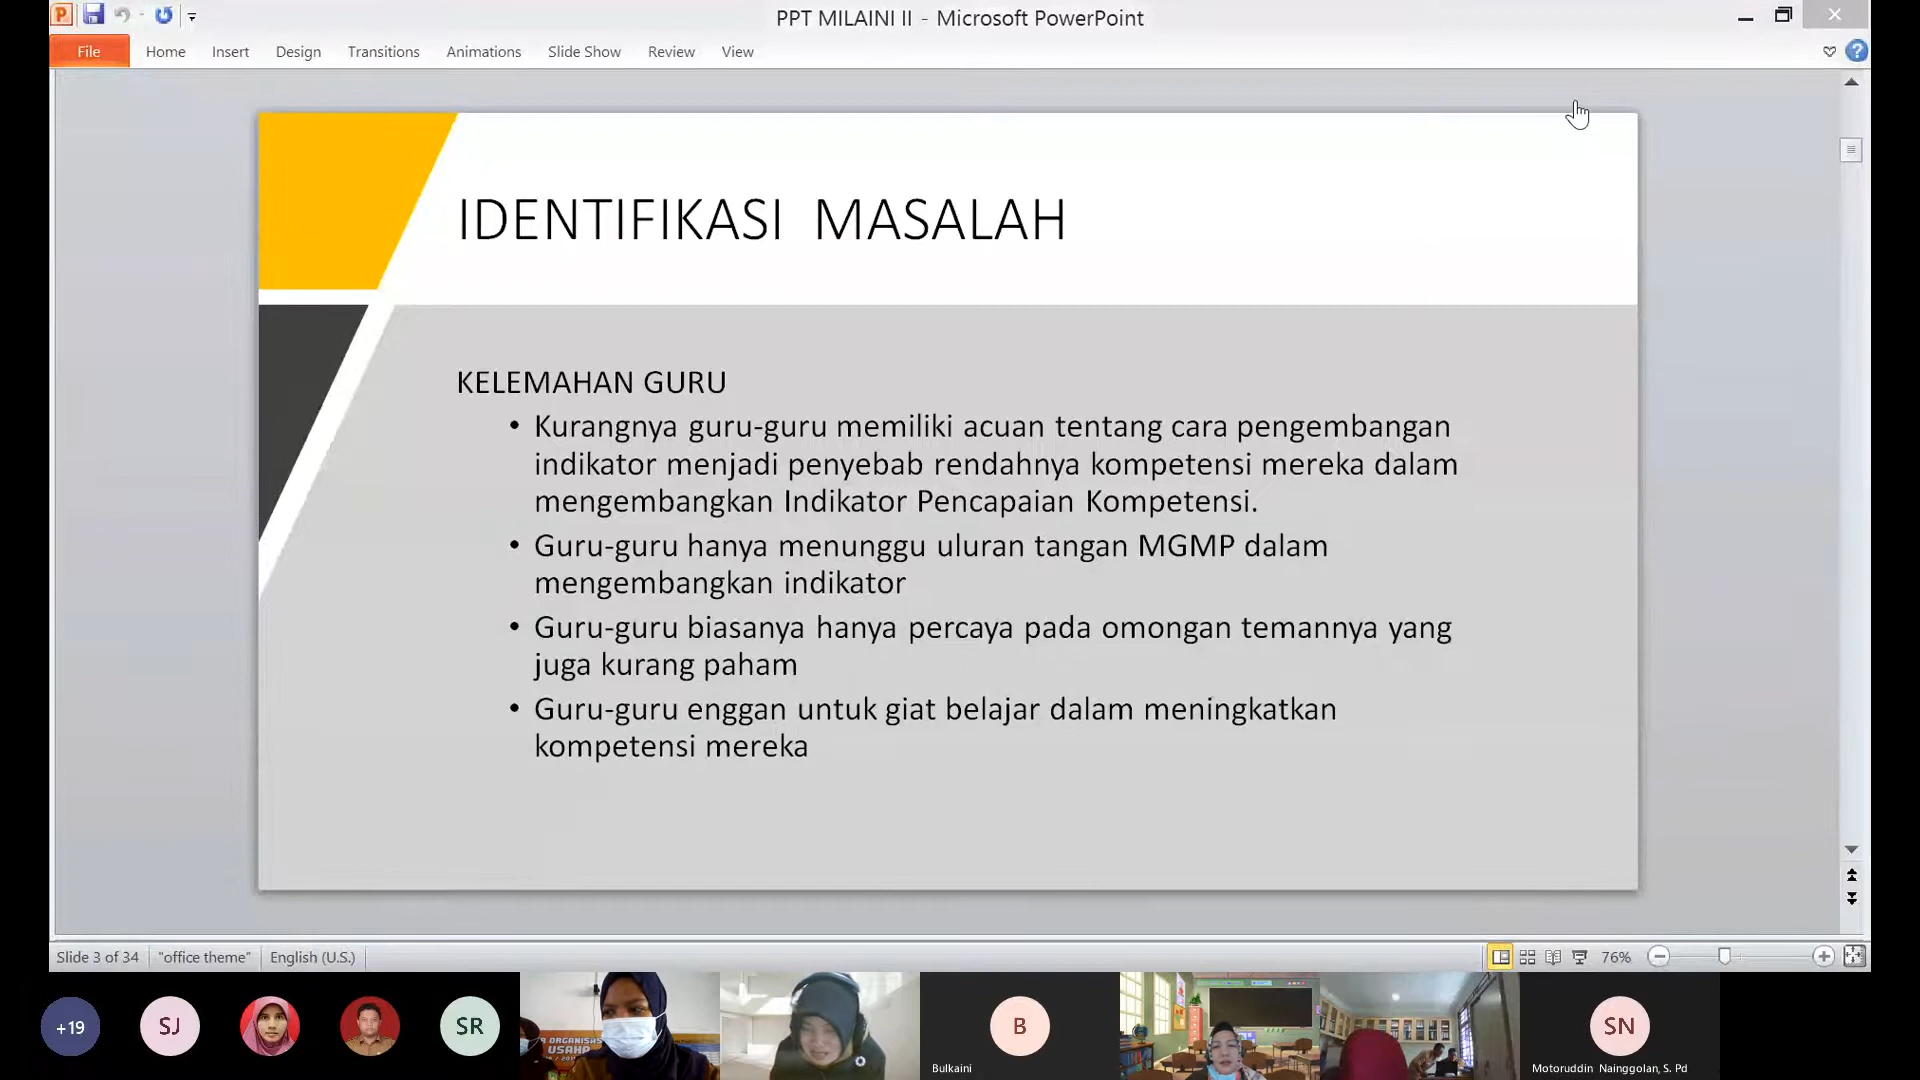 PPT MILAINI II - Microsoft PowerPoint
File Home Insert Design Transitions Animations Slide Show Review View
IDENTIFIKASI MASALAH
KELEMAHAN GURU
• Kurangnya guru-guru memiliki acuan tentang cara pengembangan
indikator menjadi penyebab rendahnya kompetensi mereka dalam
mengembangkan Indikator Pencapaian Kompetensi.
• Guru-guru hanya menunggu uluran tangan MGMP dalam
mengembangkan indikator
• Guru-guru biasanya hanya percaya pada omongan temannya yang
juga kurang paham
• Guru-guru enggan untuk giat belajar dalam meningkatkan
kompetensi mereka
Slide 3 of 34 "office theme" English (U.S.) 76%
+19 SJ SR B SN
USAHA
Bulkaini
Motoruddin Nainggolan, S. Pd